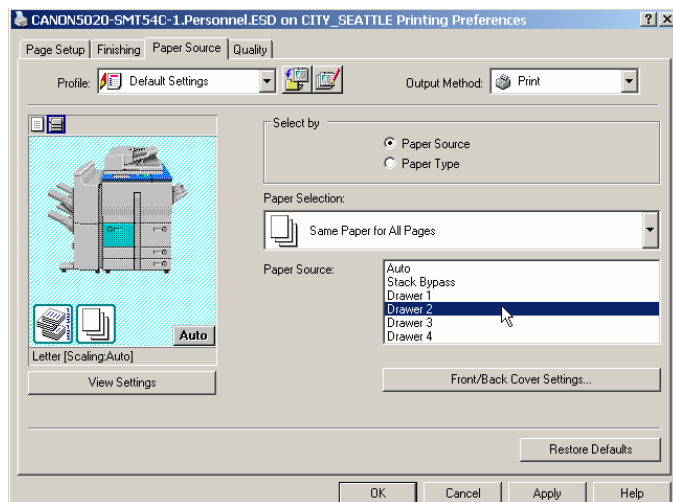 CANON5020-SMT54C-1.Personnel.ESD on CITY_SEATTLE Printing Preferences
Page Setup Finishing Paper Source Quality
Profile: Default Settings Output Method: Print
Select by
Paper Source
Paper Type
Paper Selection:
Same Paper for All Pages
Paper Source:
Auto
Stack Bypass
Drawer 1
Drawer 2
Drawer 3
Drawer 4
Auto
Letter [Scaling:Auto]
View Settings
Front/Back Cover Settings...
Restore Defaults
OK Cancel Apply Help